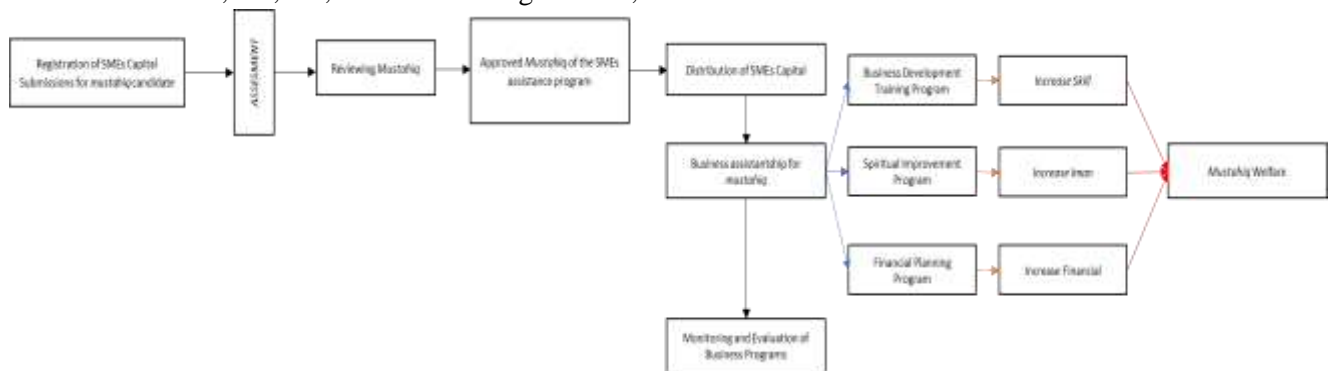 Registration of SMEs Capital
Submissions for mustahiq candidate
ASSESMENT
Reviewing Mustahiq
Approved Mustahiq of the SMEs
assistance program
Distribution of SMEs Capital
Business assistantship for
mustahiq
Monitoring and Evaluation of
Business Programs
Business Development
Training Program
Increase Skill
Spiritual Improvement
Program
Increase Iman
Financial Planning
Program
Increase Financial
Mustahiq Welfare